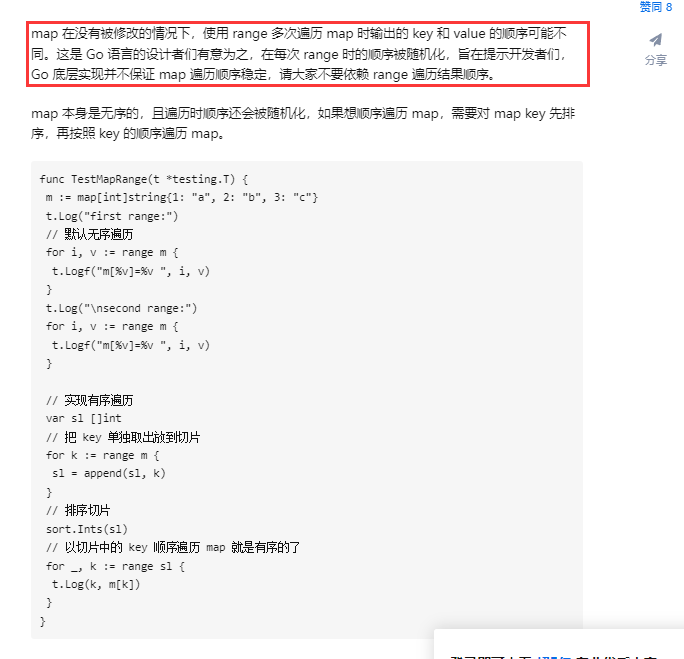 赞同 8
分享
map 在没有被修改的情况下，使用 range 多次遍历 map 时输出的 key 和 value 的顺序可能不
同。这是 Go 语言的设计者们有意为之，在每次 range 时的顺序被随机化，旨在提示开发者们，
Go 底层实现并不保证 map 遍历顺序稳定，请大家不要依赖 range 遍历结果顺序。
map 本身是无序的，且遍历时顺序还会被随机化，如果想顺序遍历 map，需要对 map key 先排
序，再按照 key 的顺序遍历 map。
func TestMapRange(t *testing.T) {
m := map[int]string{1: "a", 2: "b", 3: "c"}
t.Log("first range:")
// 默认无序遍历
for i, v := range m {
t.Logf("m[%v]=%v ", i, v)
}
t.Log("\nsecond range:")
for i, v := range m {
t.Logf("m[%v]=%v ", i, v)
}
// 实现有序遍历
var sl []int
// 把 key 单独取出放到切片
for k := range m {
sl = append(sl, k)
}
// 排序切片
sort.Ints(sl)
// 以切片中的 key 顺序遍历 map 就是有序的了
for _, k := range sl {
t.Log(k, m[k])
}
}